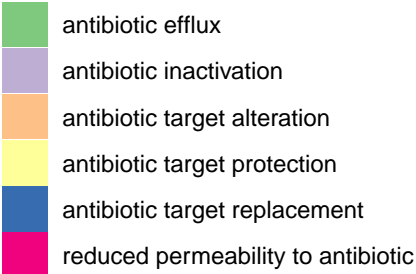 antibiotic efflux
antibiotic inactivation
antibiotic target alteration
antibiotic target protection
antibiotic target replacement
reduced permeability to antibiotic